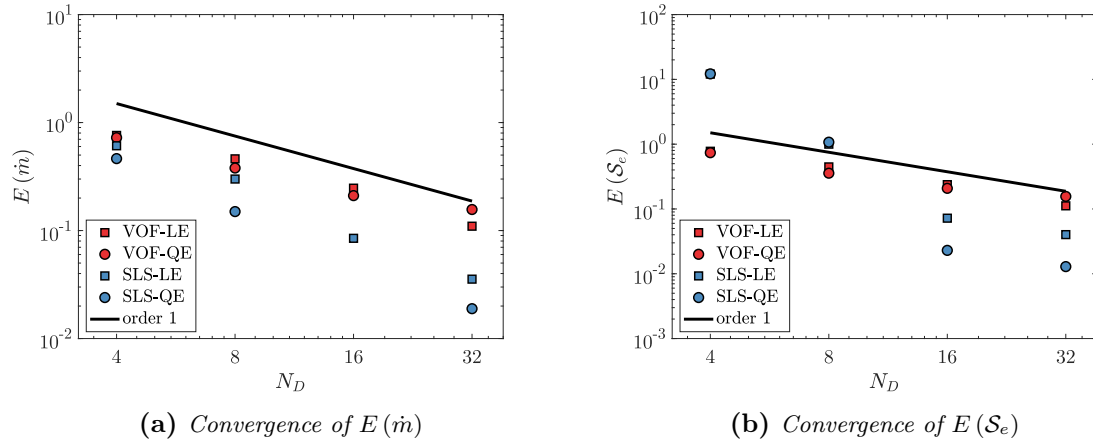 10^1
10^0
10^-1
10^-2
E (ṁ)
VOF-LE
VOF-QE
SLS-LE
SLS-QE
order 1
4 8 16 32
N_D
(a) Convergence of E (ṁ)
10^2
10^1
10^0
10^-1
10^-2
10^-3
E (𝒮_e)
VOF-LE
VOF-QE
SLS-LE
SLS-QE
order 1
4 8 16 32
N_D
(b) Convergence of E (𝒮_e)